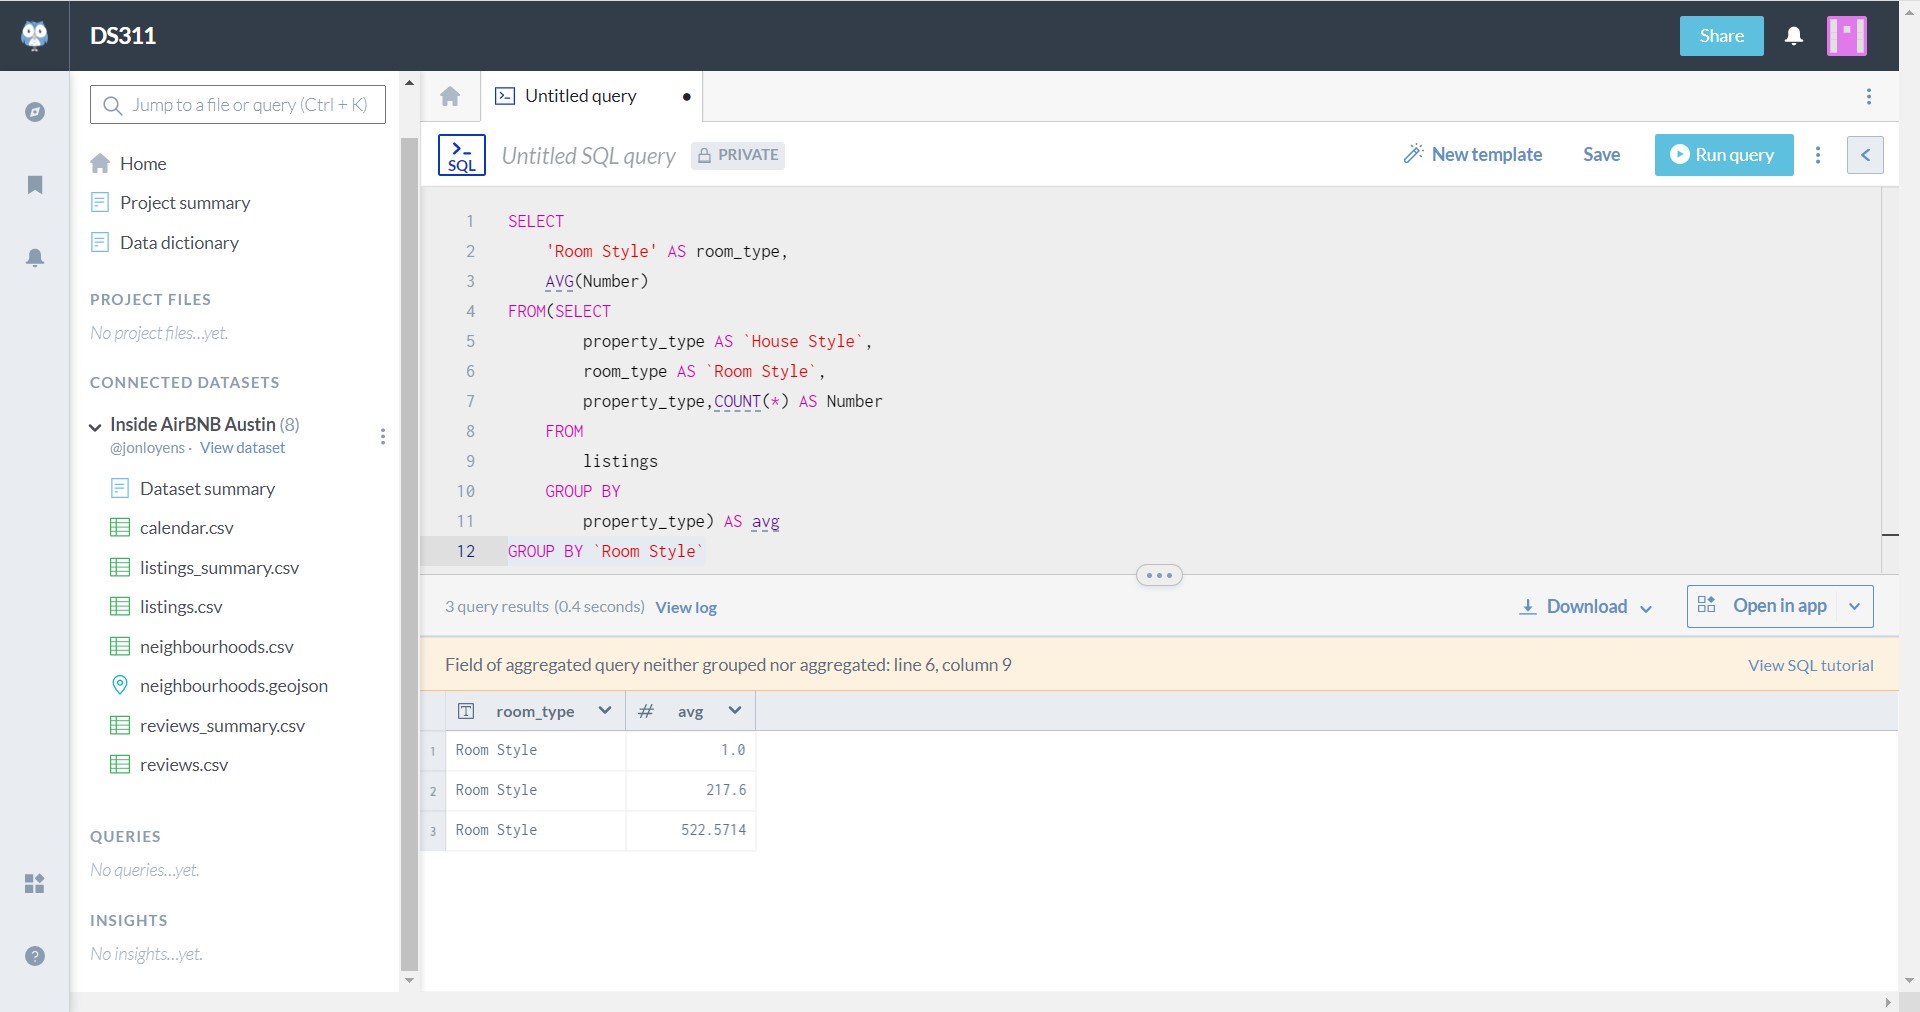 DS311
Share
Jump to a file or query (Ctrl + K)
Home
Project summary
Data dictionary
PROJECT FILES
No project files...yet.
CONNECTED DATASETS
Inside AirBNB Austin (8)
@jonloyens · View dataset
Dataset summary
calendar.csv
listings_summary.csv
listings.csv
neighbourhoods.csv
neighbourhoods.geojson
reviews_summary.csv
reviews.csv
QUERIES
No queries...yet.
INSIGHTS
No insights...yet.
Untitled query
SQL
Untitled SQL query PRIVATE
New template
Save
Run query
1 SELECT
2 'Room Style' AS room_type,
3 AVG(Number)
4 FROM(SELECT
5 property_type AS `House Style`,
6 room_type AS `Room Style`,
7 property_type,COUNT(*) AS Number
8 FROM
9 listings
10 GROUP BY
11 property_type) AS avg
12 GROUP BY `Room Style`
3 query results (0.4 seconds) View log
Download
Open in app
Field of aggregated query neither grouped nor aggregated: line 6, column 9
View SQL tutorial
T room_type # avg
1 Room Style 1.0
2 Room Style 217.6
3 Room Style 522.5714